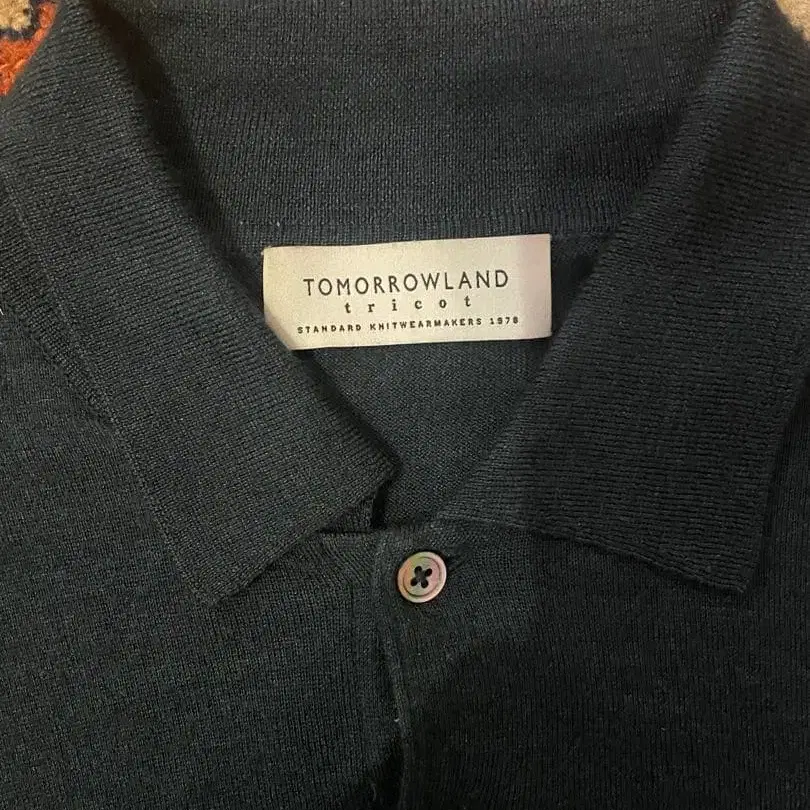 TOMORROWLAND
tricot
STANDARD KNITWEARMAKERS 1978